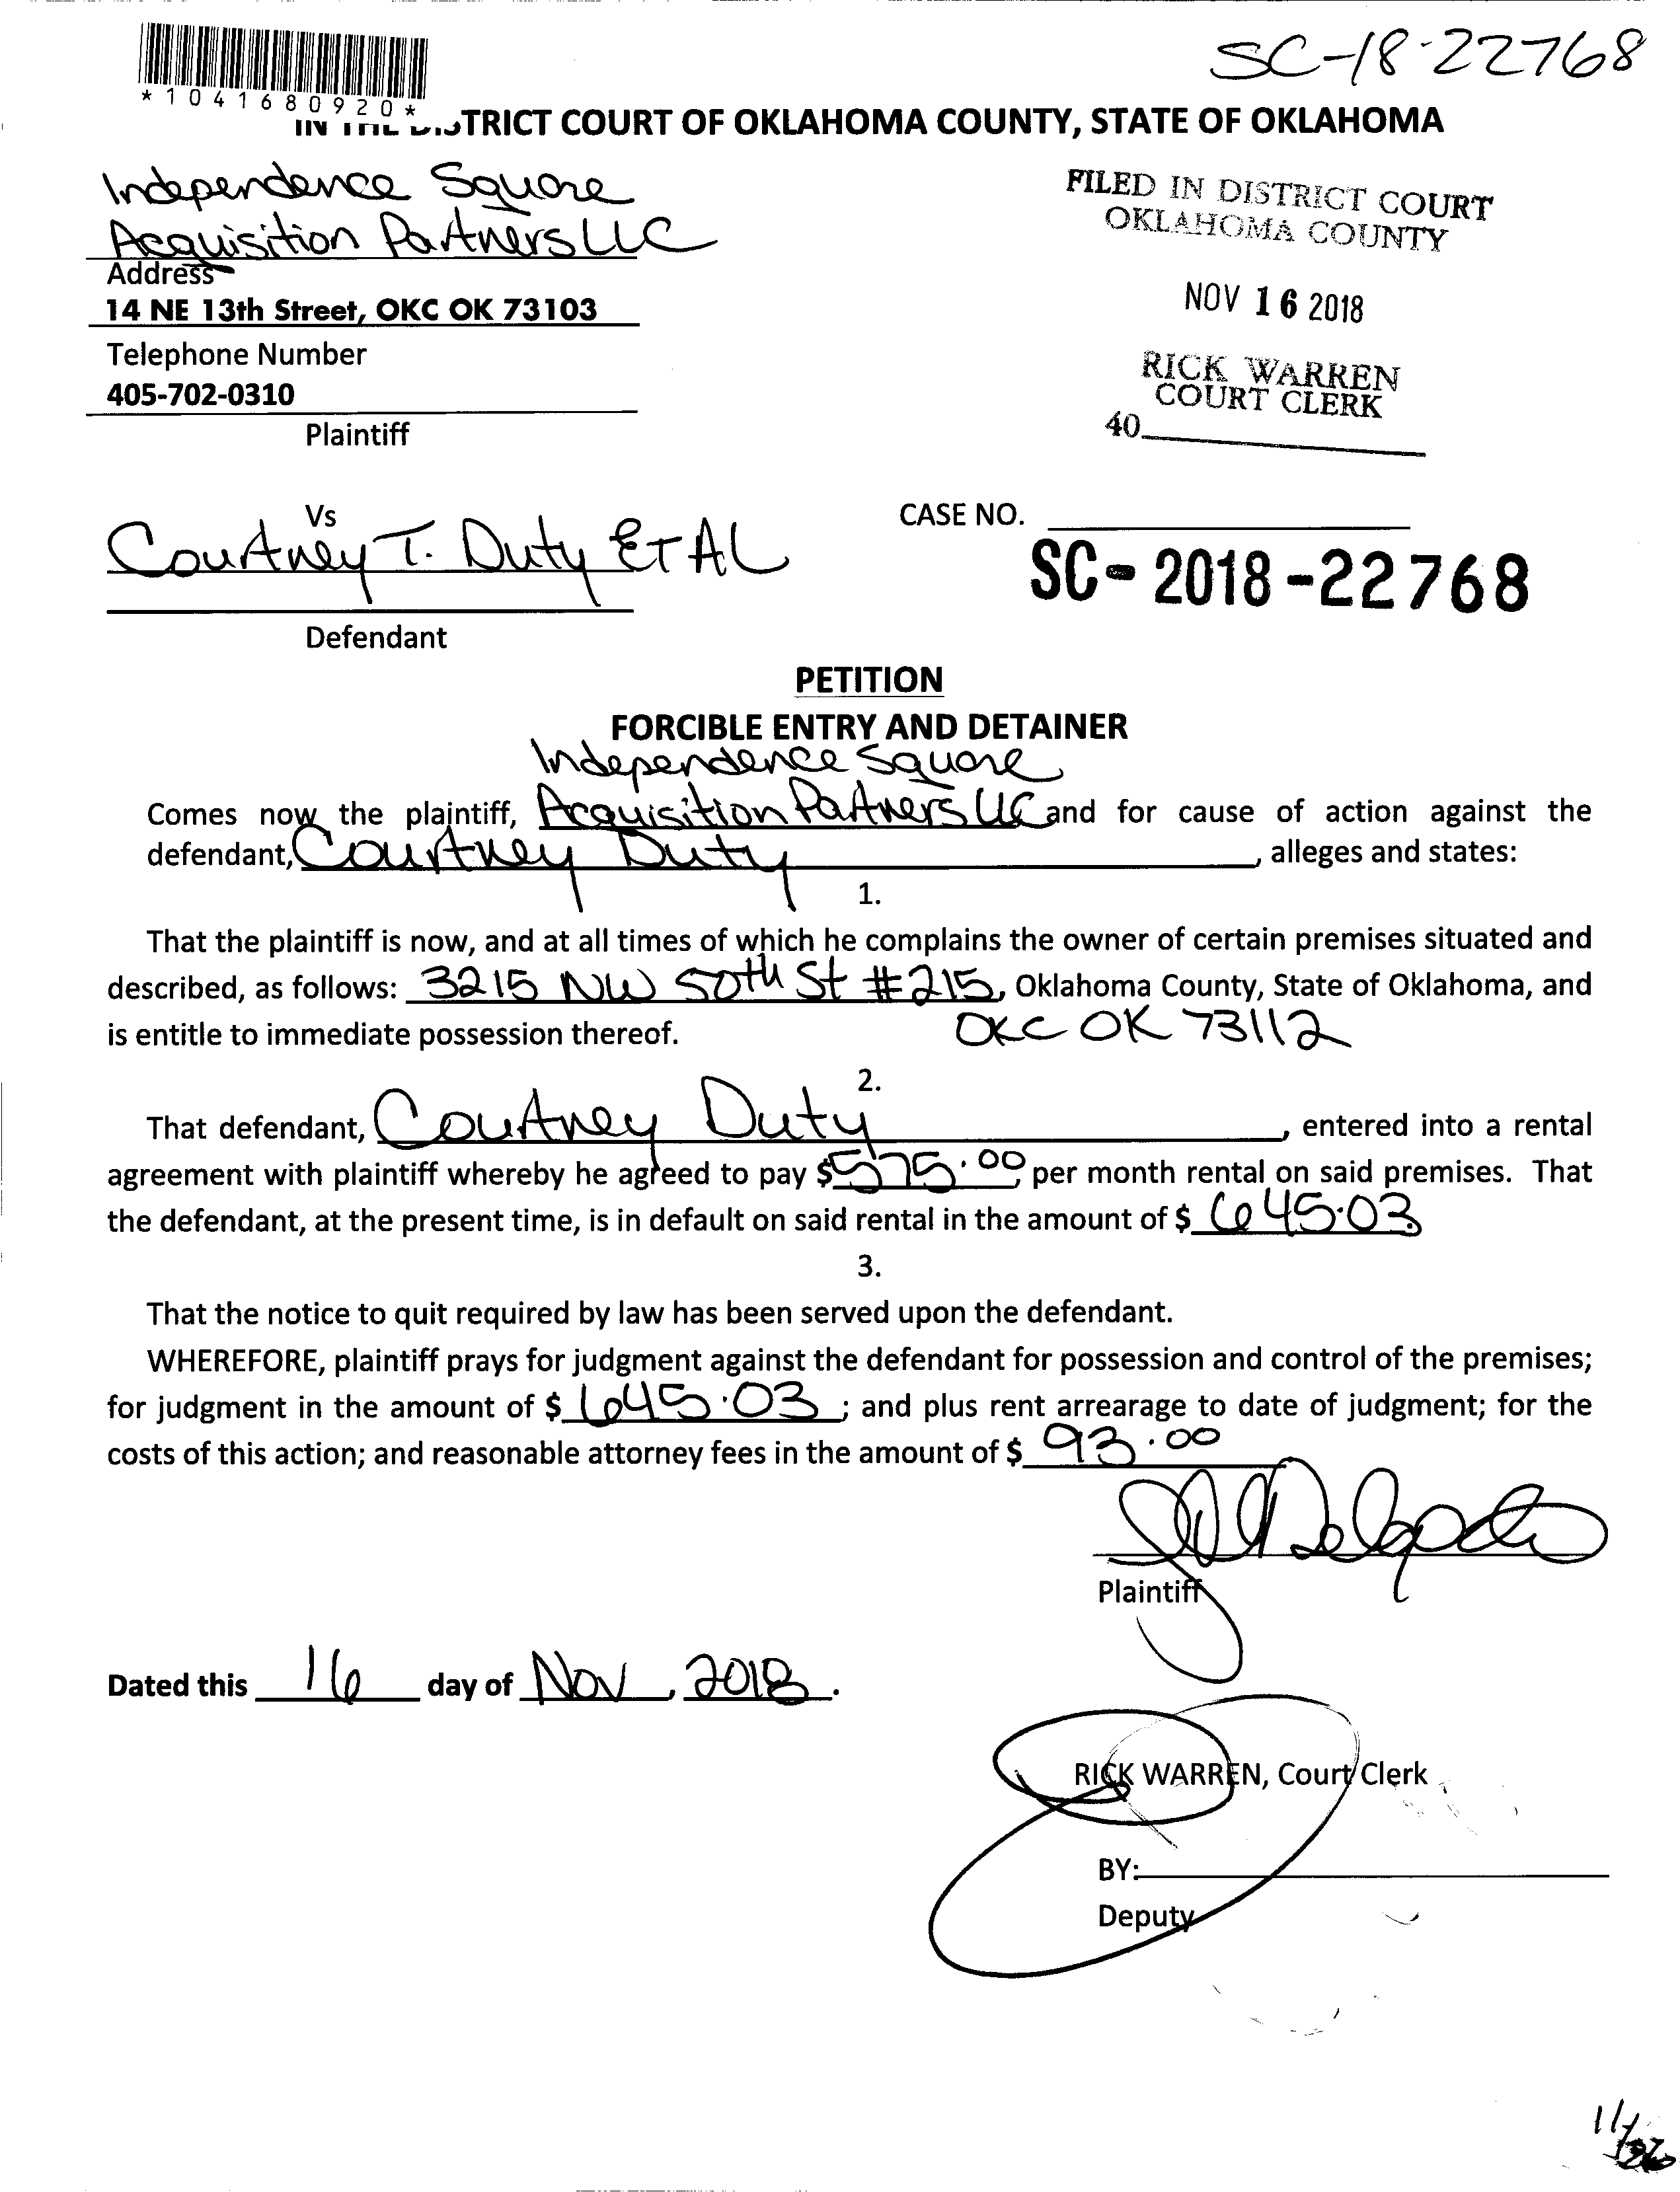 SC-18-22768
*1041680920*
IN THE DISTRICT COURT OF OKLAHOMA COUNTY, STATE OF OKLAHOMA
Independence Square
Acquisition Partners LLC
Address
14 NE 13th Street, OKC OK 73103
Telephone Number
405-702-0310
Plaintiff
FILED IN DISTRICT COURT
OKLAHOMA COUNTY
NOV 16 2018
RICK WARREN
COURT CLERK
40
Vs
Courtney T. Duty ET AL
Defendant
CASE NO.
SC-2018-22768
PETITION
FORCIBLE ENTRY AND DETAINER
Independence Square
Comes now the plaintiff, Acquisition Partners LLC and for cause of action against the
defendant, Courtney Duty, alleges and states:
1.
That the plaintiff is now, and at all times of which he complains the owner of certain premises situated and
described, as follows: 3215 NW 50th St #215, Oklahoma County, State of Oklahoma, and
is entitle to immediate possession thereof. OKC OK 73112
2.
That defendant, Courtney Duty, entered into a rental
agreement with plaintiff whereby he agreed to pay $575.00, per month rental on said premises. That
the defendant, at the present time, is in default on said rental in the amount of $ 645.03
3.
That the notice to quit required by law has been served upon the defendant.
WHEREFORE, plaintiff prays for judgment against the defendant for possession and control of the premises;
for judgment in the amount of $ 645.03; and plus rent arrearage to date of judgment; for the
costs of this action; and reasonable attorney fees in the amount of $ 93.00
Delgado
Plaintiff
Dated this 16 day of Nov, 2018.
RICK WARREN, Court Clerk
BY:
Deputy